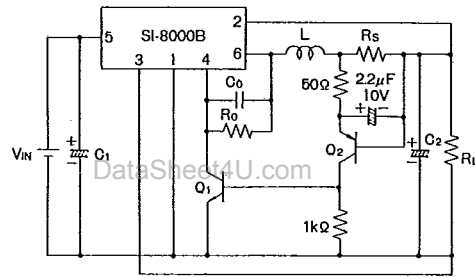 SI-8000B
5
2
6
3
1
4
L
RS
50Ω
2.2μF
10V
C0
R0
VIN
C1
Q1
Q2
C2
RL
1kΩ
DataSheet4U.com